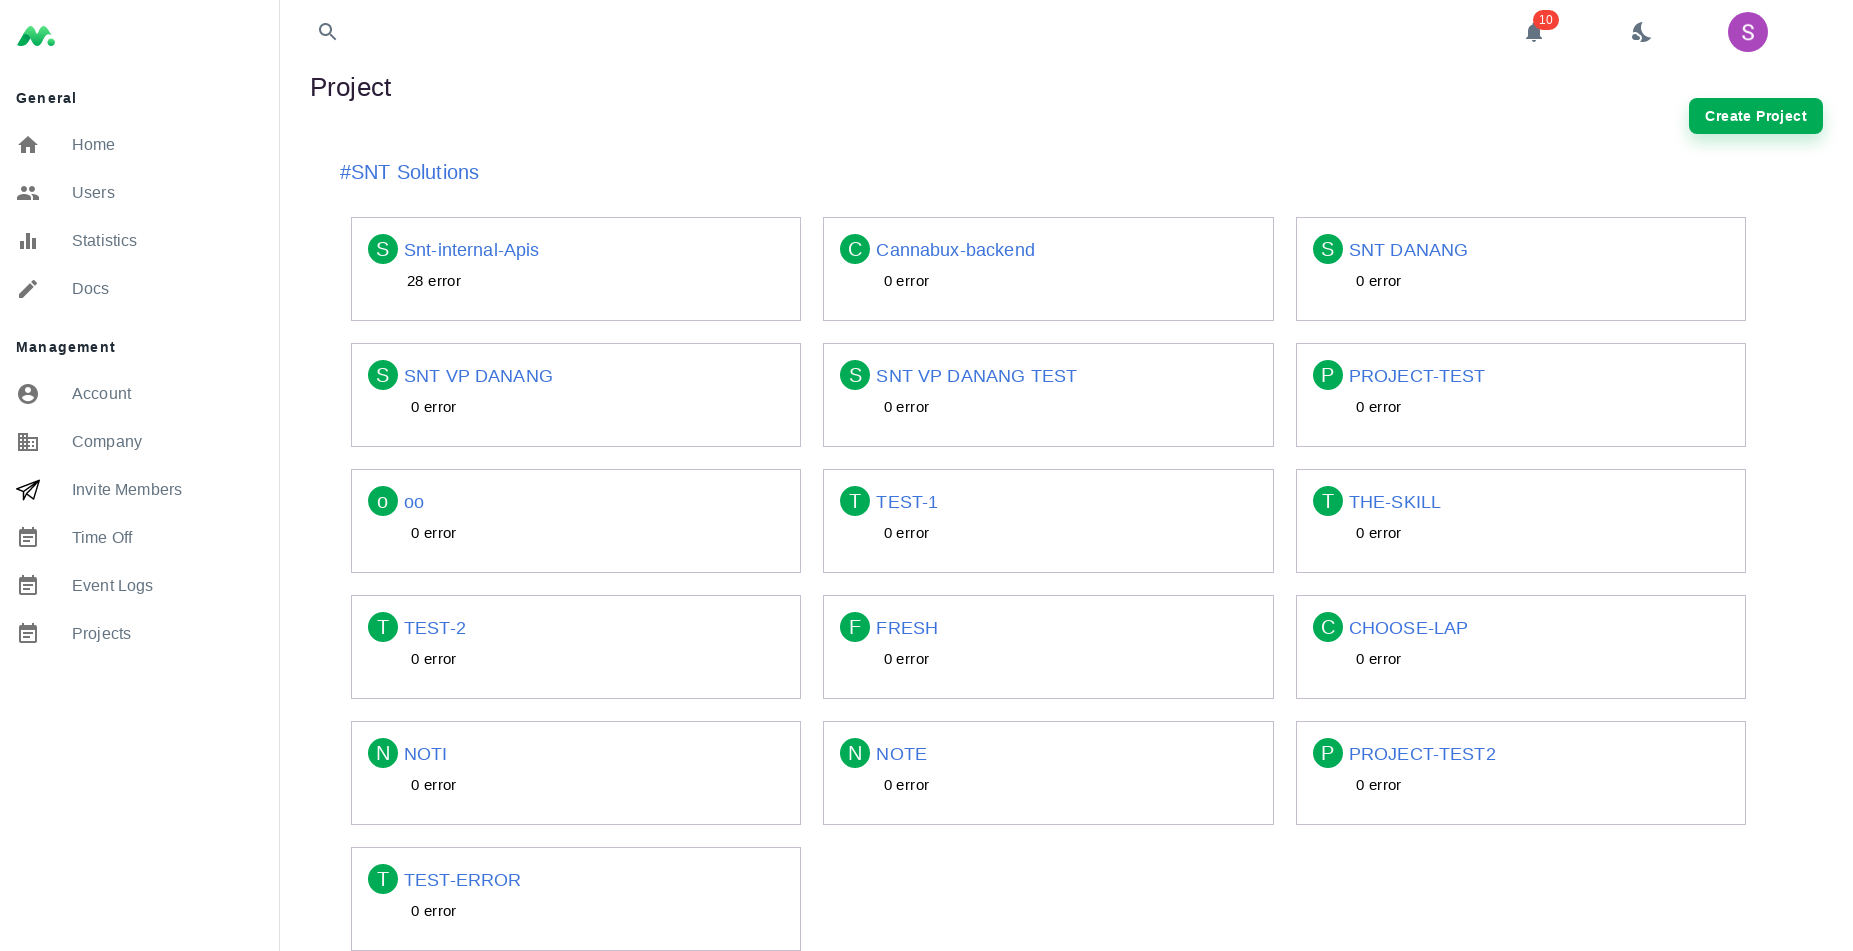 General
Home
Users
Statistics
Docs
Management
Account
Company
Invite Members
Time Off
Event Logs
Projects
10
S
Project
Create Project
#SNT Solutions
S Snt-internal-Apis
28 error
C Cannabux-backend
0 error
S SNT DANANG
0 error
S SNT VP DANANG
0 error
S SNT VP DANANG TEST
0 error
P PROJECT-TEST
0 error
o oo
0 error
T TEST-1
0 error
T THE-SKILL
0 error
T TEST-2
0 error
F FRESH
0 error
C CHOOSE-LAP
0 error
N NOTI
0 error
N NOTE
0 error
P PROJECT-TEST2
0 error
T TEST-ERROR
0 error